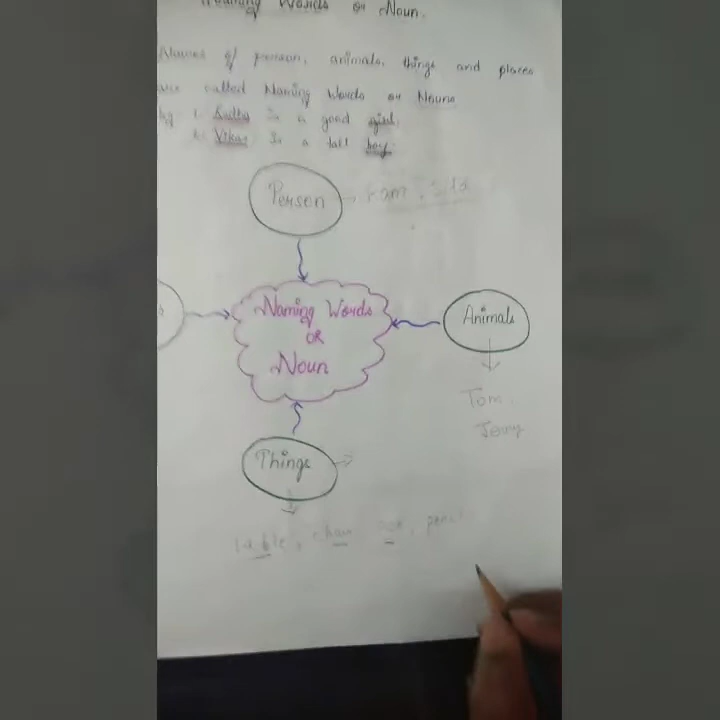 Naming Words or Noun.
Names of person, animals, things and places
are called Naming Words or Nouns
eg 1. is a good girl.
2. Vikas is a tall boy.
Person
Ram, Sita
Naming Words
OR
Noun
Animals
Tom.
Jerry
Things
table, chair